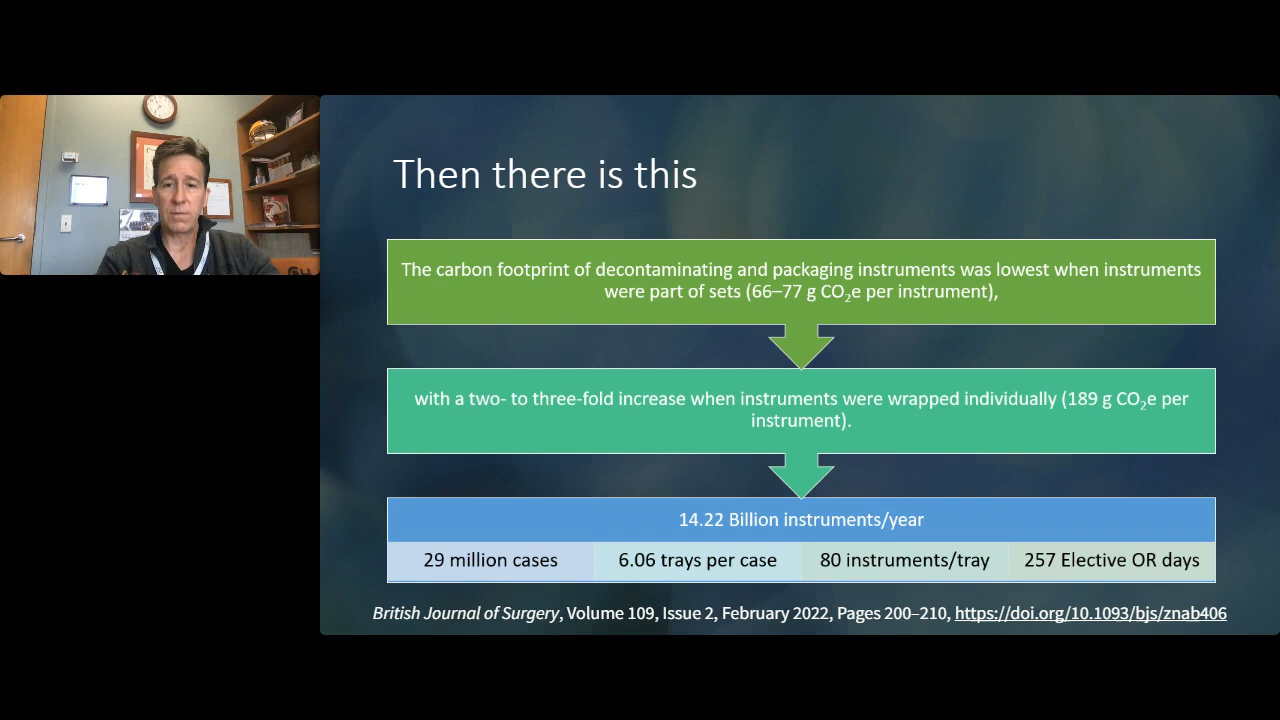 Then there is this
The carbon footprint of decontaminating and packaging instruments was lowest when instruments
were part of sets (66–77 g CO₂e per instrument),
with a two- to three-fold increase when instruments were wrapped individually (189 g CO₂e per
instrument).
14.22 Billion instruments/year
29 million cases
6.06 trays per case
80 instruments/tray
257 Elective OR days
British Journal of Surgery, Volume 109, Issue 2, February 2022, Pages 200–210, https://doi.org/10.1093/bjs/znab406